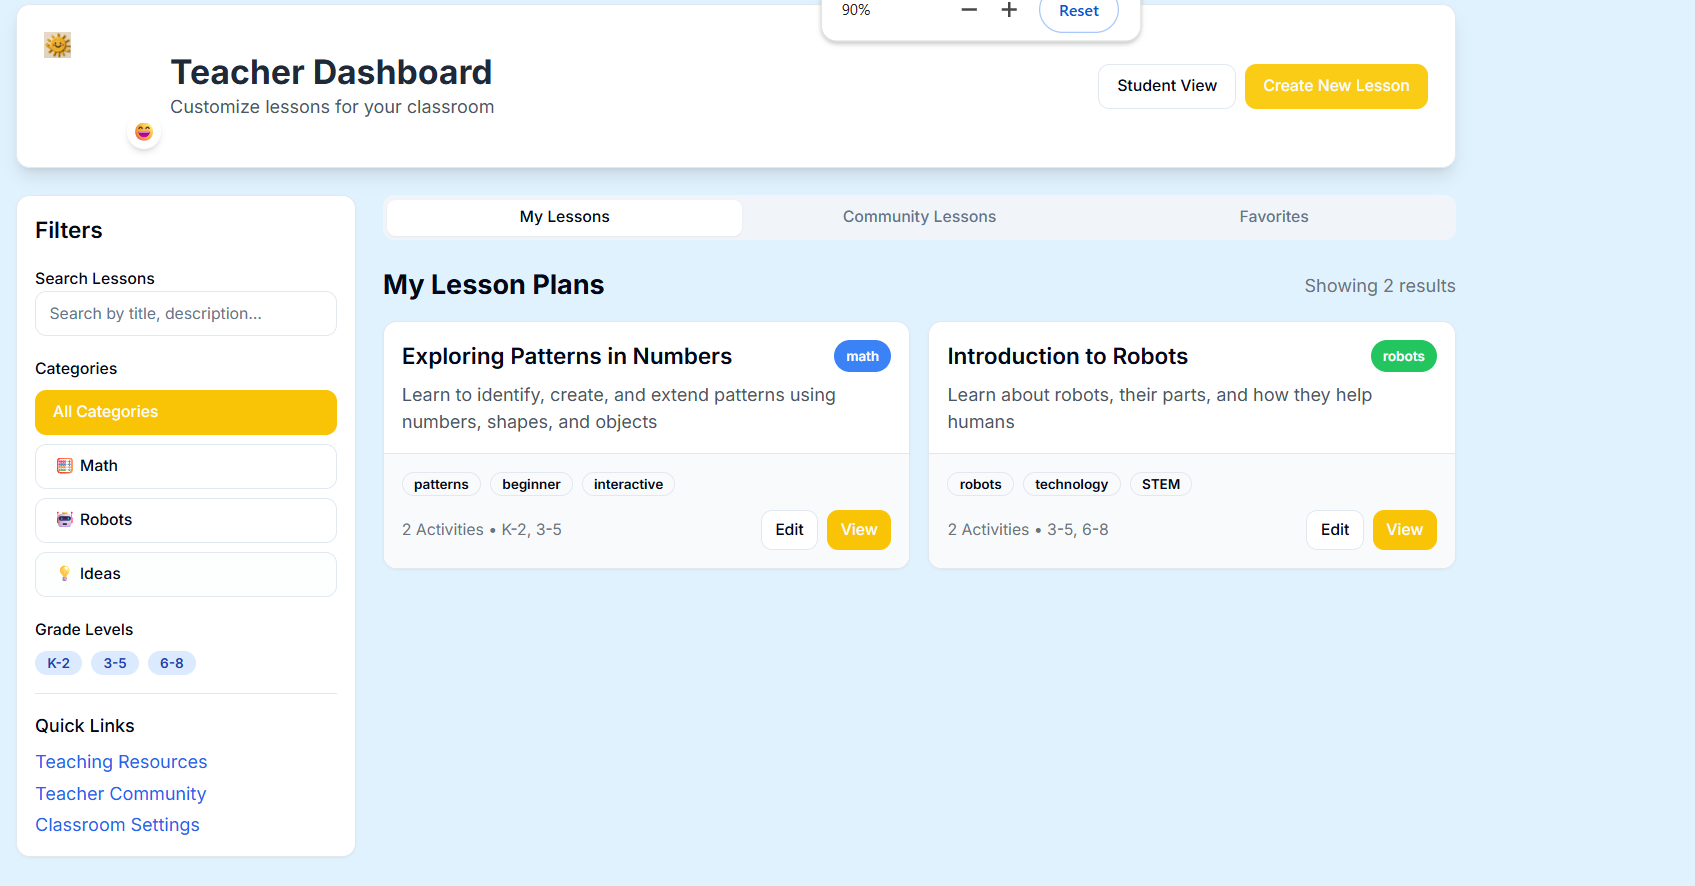 90%
Reset
Teacher Dashboard
Customize lessons for your classroom
Student View
Create New Lesson
Filters
Search Lessons
Search by title, description...
Categories
All Categories
Math
Robots
Ideas
Grade Levels
K-2 3-5 6-8
Quick Links
Teaching Resources
Teacher Community
Classroom Settings
My Lessons
Community Lessons
Favorites
My Lesson Plans
Showing 2 results
Exploring Patterns in Numbers
math
Learn to identify, create, and extend patterns using
numbers, shapes, and objects
patterns beginner interactive
2 Activities • K-2, 3-5
Edit
View
Introduction to Robots
robots
Learn about robots, their parts, and how they help
humans
robots technology STEM
2 Activities • 3-5, 6-8
Edit
View